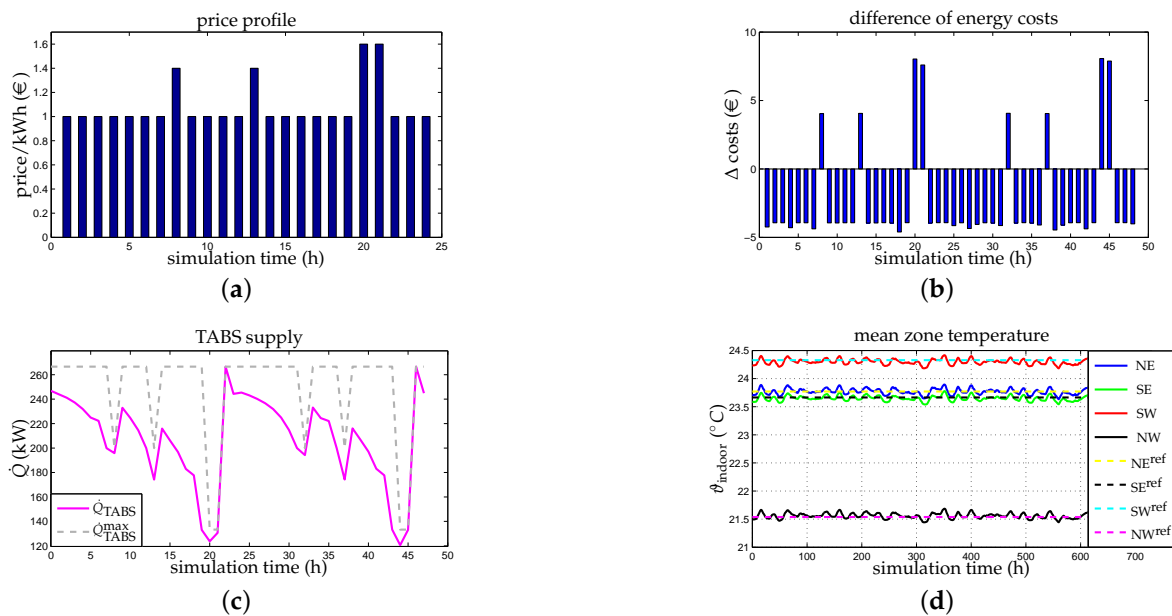 price profile
price/kWh (€)
1.6
1.4
1.2
1
0.8
0.6
0.4
0.2
0
0 5 10 15 20 25
simulation time (h)
(a)
difference of energy costs
Δ costs (€)
10
5
0
−5
0 5 10 15 20 25 30 35 40 45 50
simulation time (h)
(b)
TABS supply
Q̇ (kW)
260
240
220
200
180
160
140
120
Q̇TABS
Q̇maxTABS
0 5 10 15 20 25 30 35 40 45 50
simulation time (h)
(c)
mean zone temperature
ϑindoor (°C)
24.5
24
23.5
23
22.5
22
21.5
21
0 100 200 300 400 500 600 700
simulation time (h)
NE
SE
SW
NW
NEref
SEref
SWref
NWref
(d)